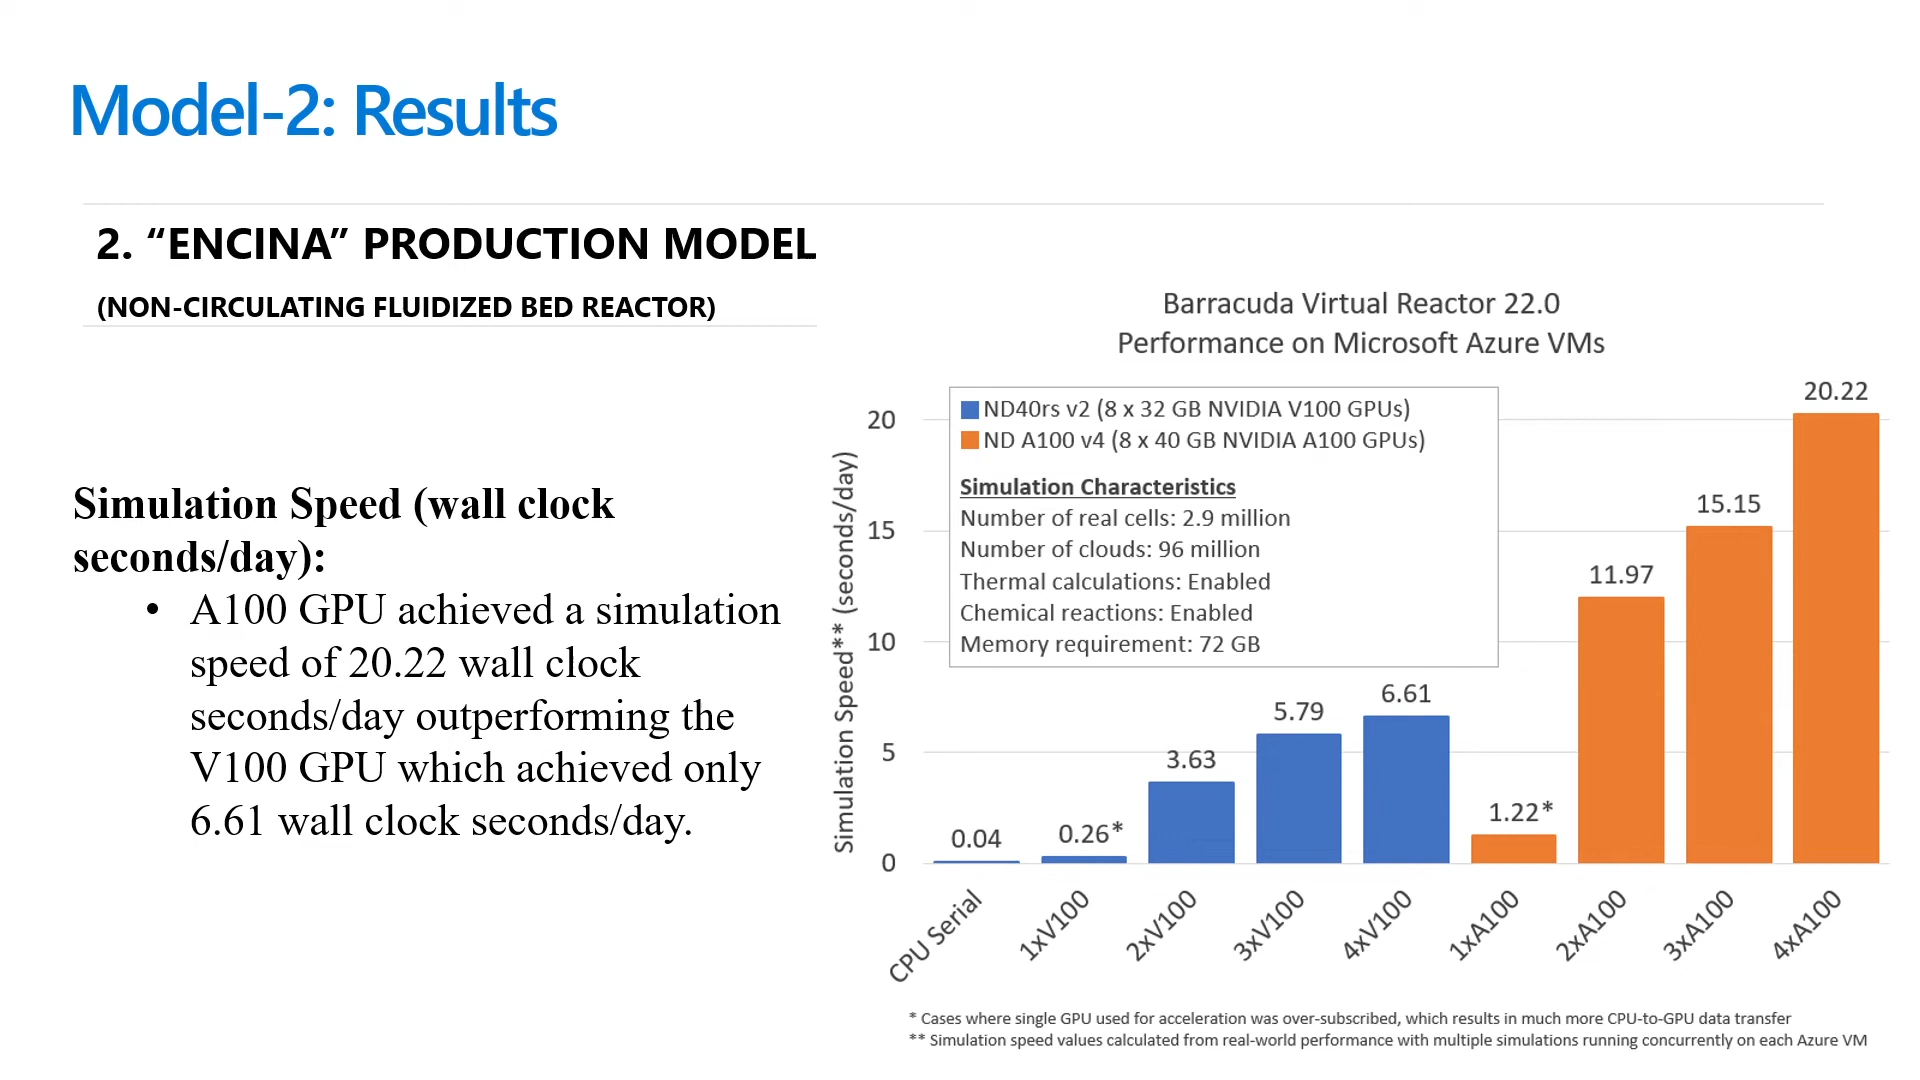 Model-2: Results
2. “ENCINA” PRODUCTION MODEL
(NON-CIRCULATING FLUIDIZED BED REACTOR)
Simulation Speed (wall clock
seconds/day):
• A100 GPU achieved a simulation
speed of 20.22 wall clock
seconds/day outperforming the
V100 GPU which achieved only
6.61 wall clock seconds/day.
Barracuda Virtual Reactor 22.0
Performance on Microsoft Azure VMs
ND40rs v2 (8 x 32 GB NVIDIA V100 GPUs)
ND A100 v4 (8 x 40 GB NVIDIA A100 GPUs)
Simulation Characteristics
Number of real cells: 2.9 million
Number of clouds: 96 million
Thermal calculations: Enabled
Chemical reactions: Enabled
Memory requirement: 72 GB
Simulation Speed** (seconds/day)
20
15
10
5
0
0.04
0.26*
3.63
5.79
6.61
1.22*
11.97
15.15
20.22
CPU Serial
1xV100
2xV100
3xV100
4xV100
1xA100
2xA100
3xA100
4xA100
* Cases where single GPU used for acceleration was over-subscribed, which results in much more CPU-to-GPU data transfer
** Simulation speed values calculated from real-world performance with multiple simulations running concurrently on each Azure VM